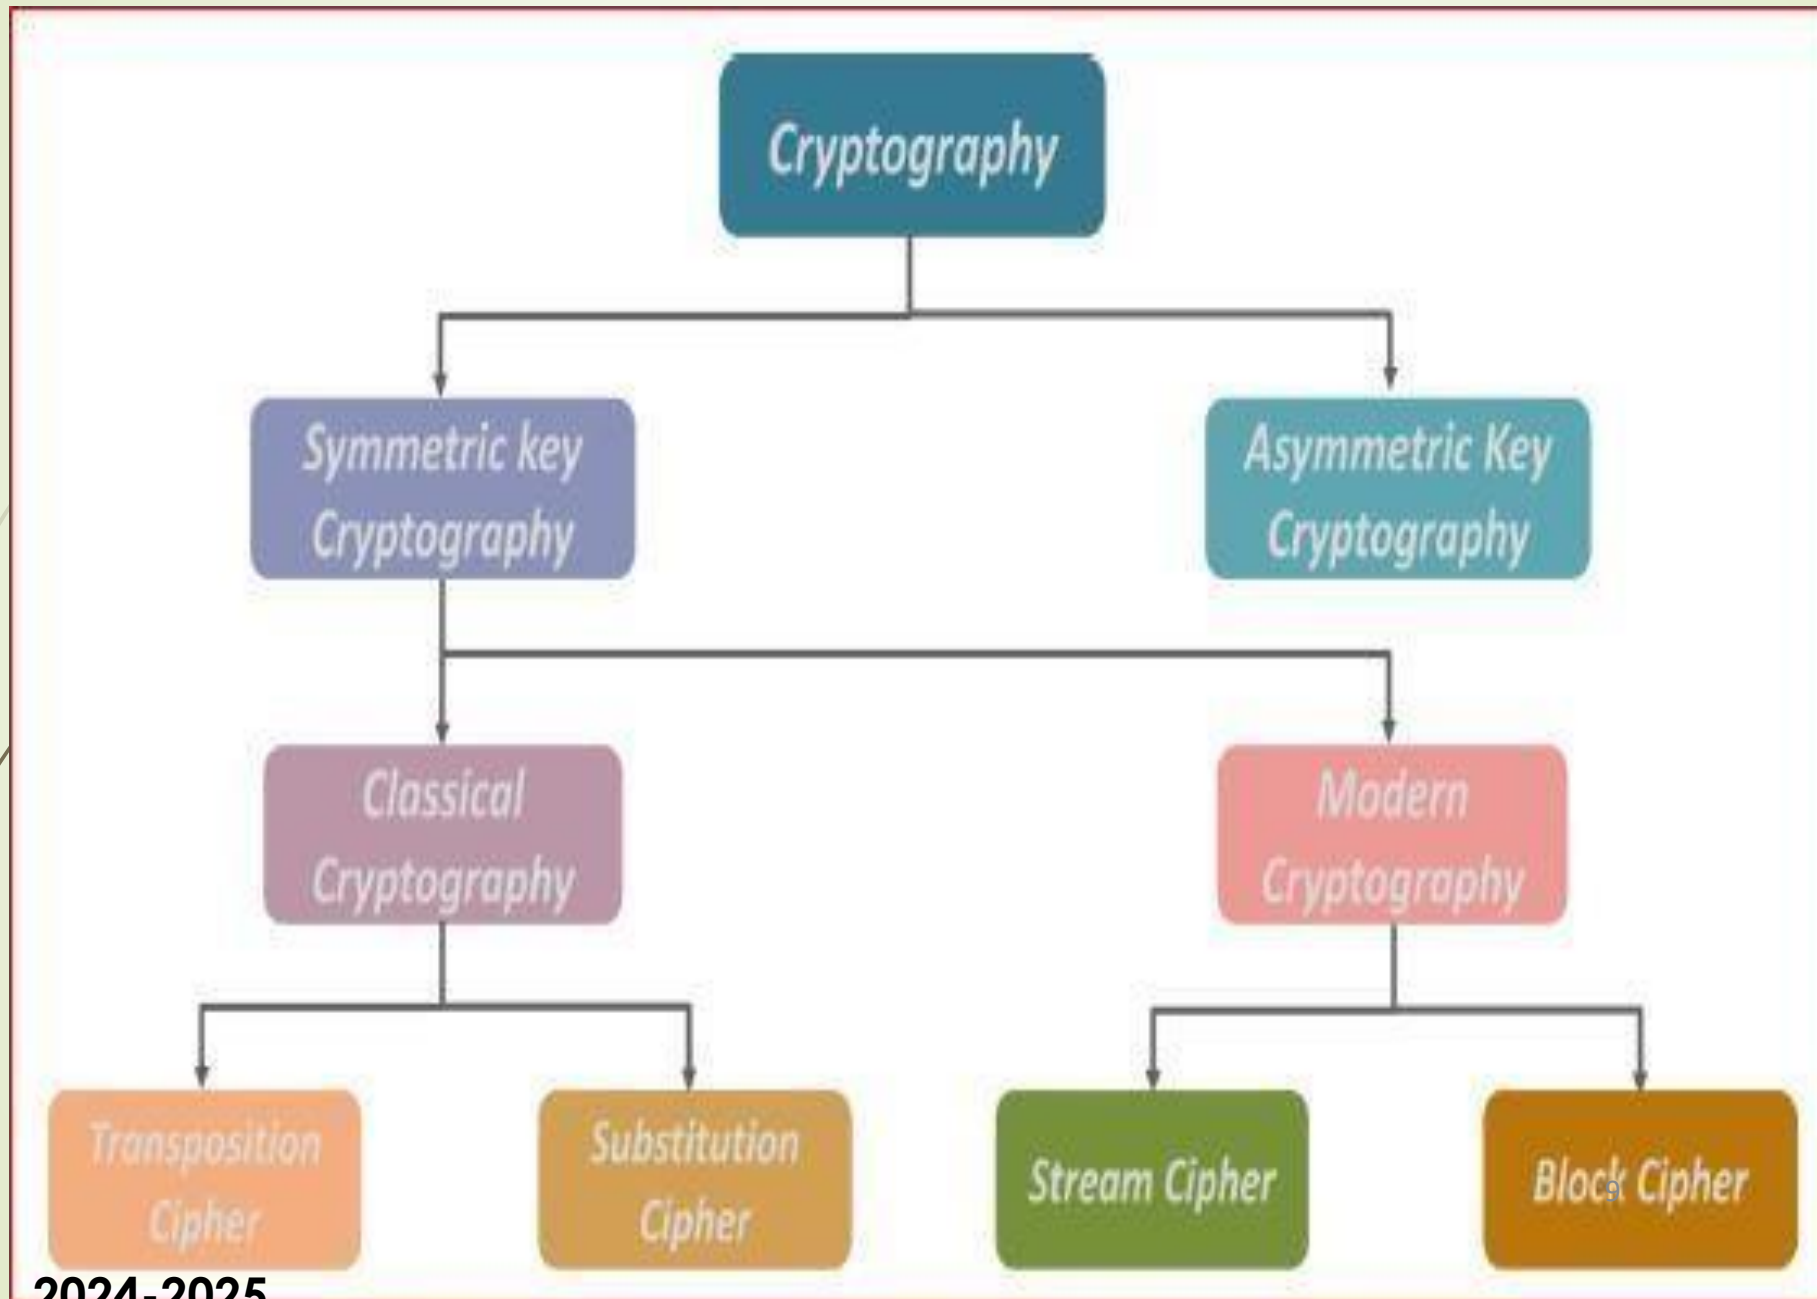 Cryptography
Symmetric key
Cryptography
Asymmetric Key
Cryptography
Classical
Cryptography
Modern
Cryptography
Transposition
Cipher
Substitution
Cipher
Stream Cipher
Block Cipher
9
2024-2025